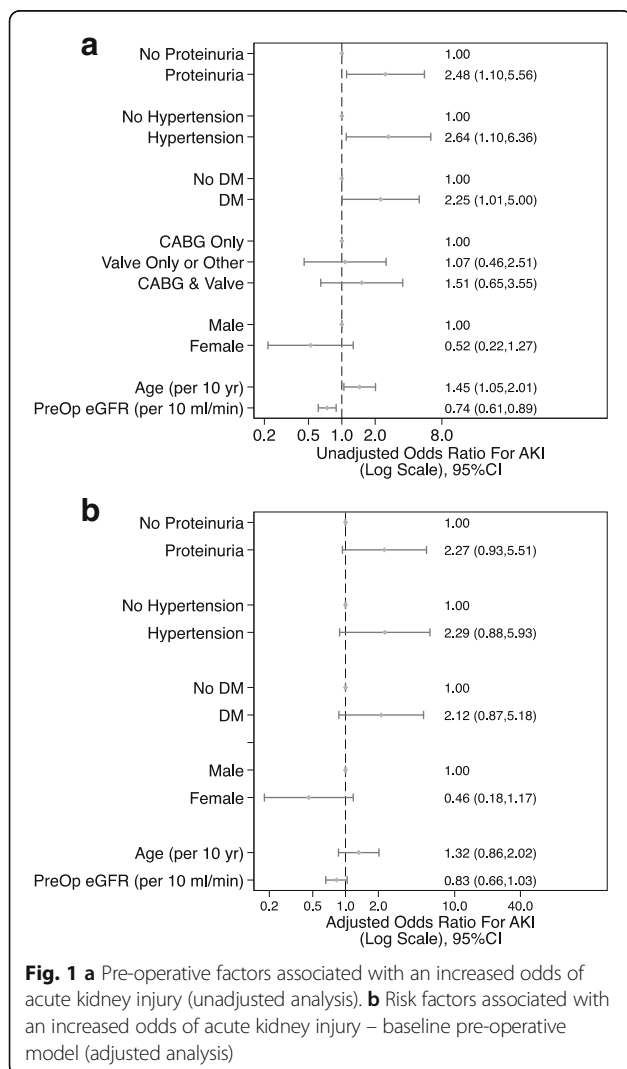 a
No Proteinuria 1.00
Proteinuria 2.48 (1.10,5.56)
No Hypertension 1.00
Hypertension 2.64 (1.10,6.36)
No DM 1.00
DM 2.25 (1.01,5.00)
CABG Only 1.00
Valve Only or Other 1.07 (0.46,2.51)
CABG & Valve 1.51 (0.65,3.55)
Male 1.00
Female 0.52 (0.22,1.27)
Age (per 10 yr) 1.45 (1.05,2.01)
PreOp eGFR (per 10 ml/min) 0.74 (0.61,0.89)
0.2 0.5 1.0 2.0 8.0
Unadjusted Odds Ratio For AKI
(Log Scale), 95%CI
b
No Proteinuria 1.00
Proteinuria 2.27 (0.93,5.51)
No Hypertension 1.00
Hypertension 2.29 (0.88,5.93)
No DM 1.00
DM 2.12 (0.87,5.18)
Male 1.00
Female 0.46 (0.18,1.17)
Age (per 10 yr) 1.32 (0.86,2.02)
PreOp eGFR (per 10 ml/min) 0.83 (0.66,1.03)
0.2 0.5 1.0 2.0 10.0 40.0
Adjusted Odds Ratio For AKI
(Log Scale), 95%CI
Fig. 1 a Pre-operative factors associated with an increased odds of
acute kidney injury (unadjusted analysis). b Risk factors associated with
an increased odds of acute kidney injury – baseline pre-operative
model (adjusted analysis)